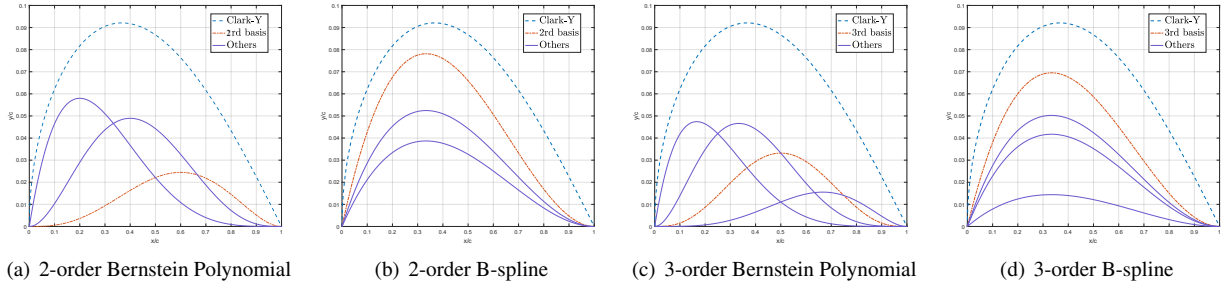 Clark-Y
2rd basis
Others
0.1
0.09
0.08
0.07
0.06
0.05
0.04
0.03
0.02
0.01
0
y/c
0 0.1 0.2 0.3 0.4 0.5 0.6 0.7 0.8 0.9 1
x/c
(a) 2-order Bernstein Polynomial
Clark-Y
2rd basis
Others
0.1
0.09
0.08
0.07
0.06
0.05
0.04
0.03
0.02
0.01
0
y/c
0 0.1 0.2 0.3 0.4 0.5 0.6 0.7 0.8 0.9 1
x/c
(b) 2-order B-spline
Clark-Y
3rd basis
Others
0.1
0.09
0.08
0.07
0.06
0.05
0.04
0.03
0.02
0.01
0
y/c
0 0.1 0.2 0.3 0.4 0.5 0.6 0.7 0.8 0.9 1
x/c
(c) 3-order Bernstein Polynomial
Clark-Y
3rd basis
Others
0.1
0.09
0.08
0.07
0.06
0.05
0.04
0.03
0.02
0.01
0
y/c
0 0.1 0.2 0.3 0.4 0.5 0.6 0.7 0.8 0.9 1
x/c
(d) 3-order B-spline